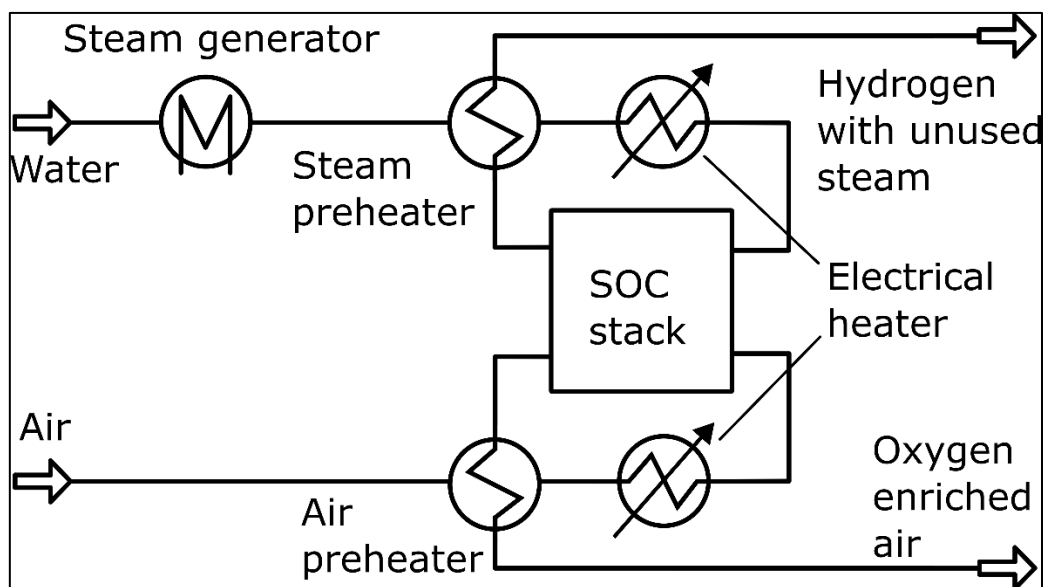 Steam generator
Water
Steam
preheater
Hydrogen
with unused
steam
SOC
stack
Electrical
heater
Air
Air
preheater
Oxygen
enriched
air